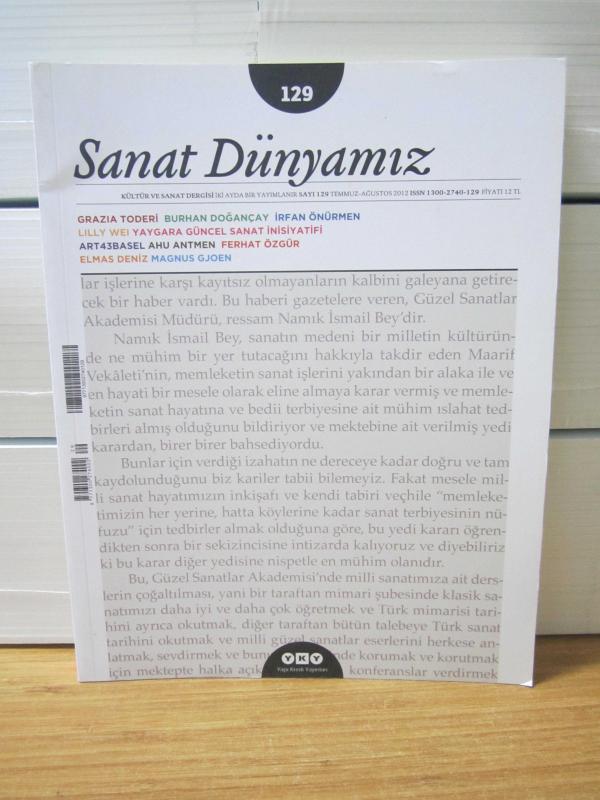 129
Sanat Dünyamız
KÜLTÜR VE SANAT DERGİSİ İKİ AYDA BİR YAYIMLANIR SAYI 129 TEMMUZ-AĞUSTOS 2012 ISSN 1300-2740-129 FİYATI 12 TL
GRAZIA TODERİ BURHAN DOĞANÇAY İRFAN ÖNÜRMEN
LILLY WEI YAYGARA GÜNCEL SANAT İNİSİYATİFİ
ART43BASEL AHU ANTMEN FERHAT ÖZGÜR
ELMAS DENİZ MAGNUS GJOEN
lar işlerine karşı kayıtsız olmayanların kalbini galeyana getire-
cek bir haber vardı. Bu haberi gazetelere veren, Güzel Sanatlar
Akademisi Müdürü, ressam Namık İsmail Bey'dir.
Namık İsmail Bey, sanatın medeni bir milletin kültürün-
de ne mühim bir yer tutacağını hakkıyla takdir eden Maarif
Vekâleti'nin, memleketin sanat işlerini yakından bir alaka ile ve
en hayati bir mesele olarak eline almaya karar vermiş ve memle-
ketin sanat hayatına ve bedii terbiyesine ait mühim ıslahat ted-
birleri almış olduğunu bildiriyor ve mektebine ait verilmiş yedi
karardan, birer birer bahsediyordu.
Bunlar için verdiği izahatın ne dereceye kadar doğru ve tam
kaydolunduğunu biz kariler tabii bilemeyiz. Fakat mesele mil-
li sanat hayatımızın inkişafı ve kendi tabiri veçhile "memleke-
timizin her yerine, hatta köylerine kadar sanat terbiyesinin nü-
fuzu" için tedbirler almak olduğuna göre, bu yedi kararı öğren-
dikten sonra bir sekizincisine intizarda kalıyoruz ve diyebiliriz
ki bu karar diğer yedisine nispetle en mühim olanıdır.
Bu, Güzel Sanatlar Akademisi'nde milli sanatımıza ait ders-
lerin çoğaltılması, yani bir taraftan mimari şubesinde klasik sa-
natımızı daha iyi ve daha çok öğretmek ve Türk mimarisi tari-
hini ayrıca okutmak, diğer taraftan bütün talebeye Türk sanat
tarihini okutmak ve milli güzel sanatlar eserlerini herkese an-
latmak, sevdirmek ve bunu nde korumak ve korutmak
için mektepte halka açık konferanslar verdirmek
YKY
Yapı Kredi Yayınları